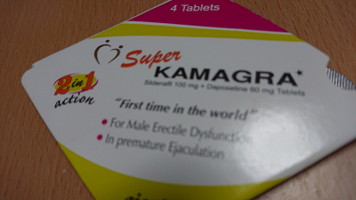 4 Tablets
Super
KAMAGRA*
Sildenafil 100 mg + Dapoxetine 60 mg Tablets
2 in 1
action
"First time in the world"
• For Male Erectile Dysfunction
• In premature Ejaculation